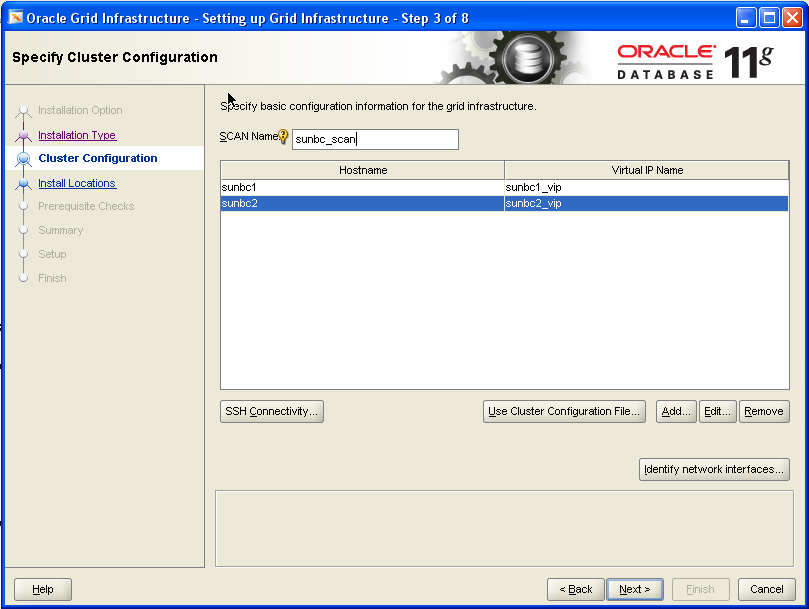 Oracle Grid Infrastructure - Setting up Grid Infrastructure - Step 3 of 8
Specify Cluster Configuration
ORACLE
DATABASE 11g
Installation Option
Installation Type
Cluster Configuration
Install Locations
Prerequisite Checks
Summary
Setup
Finish
Specify basic configuration information for the grid infrastructure.
SCAN Name: sunbc_scan
Hostname Virtual IP Name
sunbc1 sunbc1_vip
sunbc2 sunbc2_vip
SSH Connectivity... Use Cluster Configuration File... Add... Edit... Remove
Identify network interfaces...
Help < Back Next > Finish Cancel